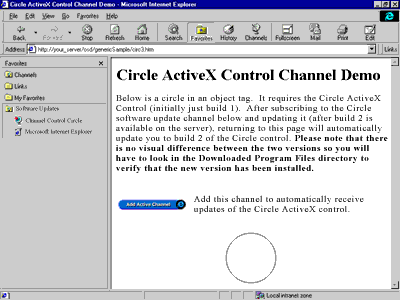 Circle ActiveX Control Channel Demo - Microsoft Internet Explorer
File Edit View Go Favorites Help
Back Forward Stop Refresh Home Search Favorites History Channels Fullscreen Mail Print Edit
Address http://your_server/osd/genericSample/circ3.htm Links
Favorites
Channels
Links
My Favorites
Software Updates
Channel Control Circle
Microsoft Internet Explorer
Circle ActiveX Control Channel Demo
Below is a circle in an object tag. It requires the Circle ActiveX
Control (initially just build 1). After subscribing to the Circle
software update channel below and updating it (after build 2 is
available on the server), returning to this page will automatically
update you to build 2 of the Circle control. Please note that there
is no visual difference between the two versions so you will
have to look in the Downloaded Program Files directory to
verify that the new version has been installed.
Add Active Channel
Add this channel to automatically receive
updates of the Circle ActiveX control.
Local intranet zone